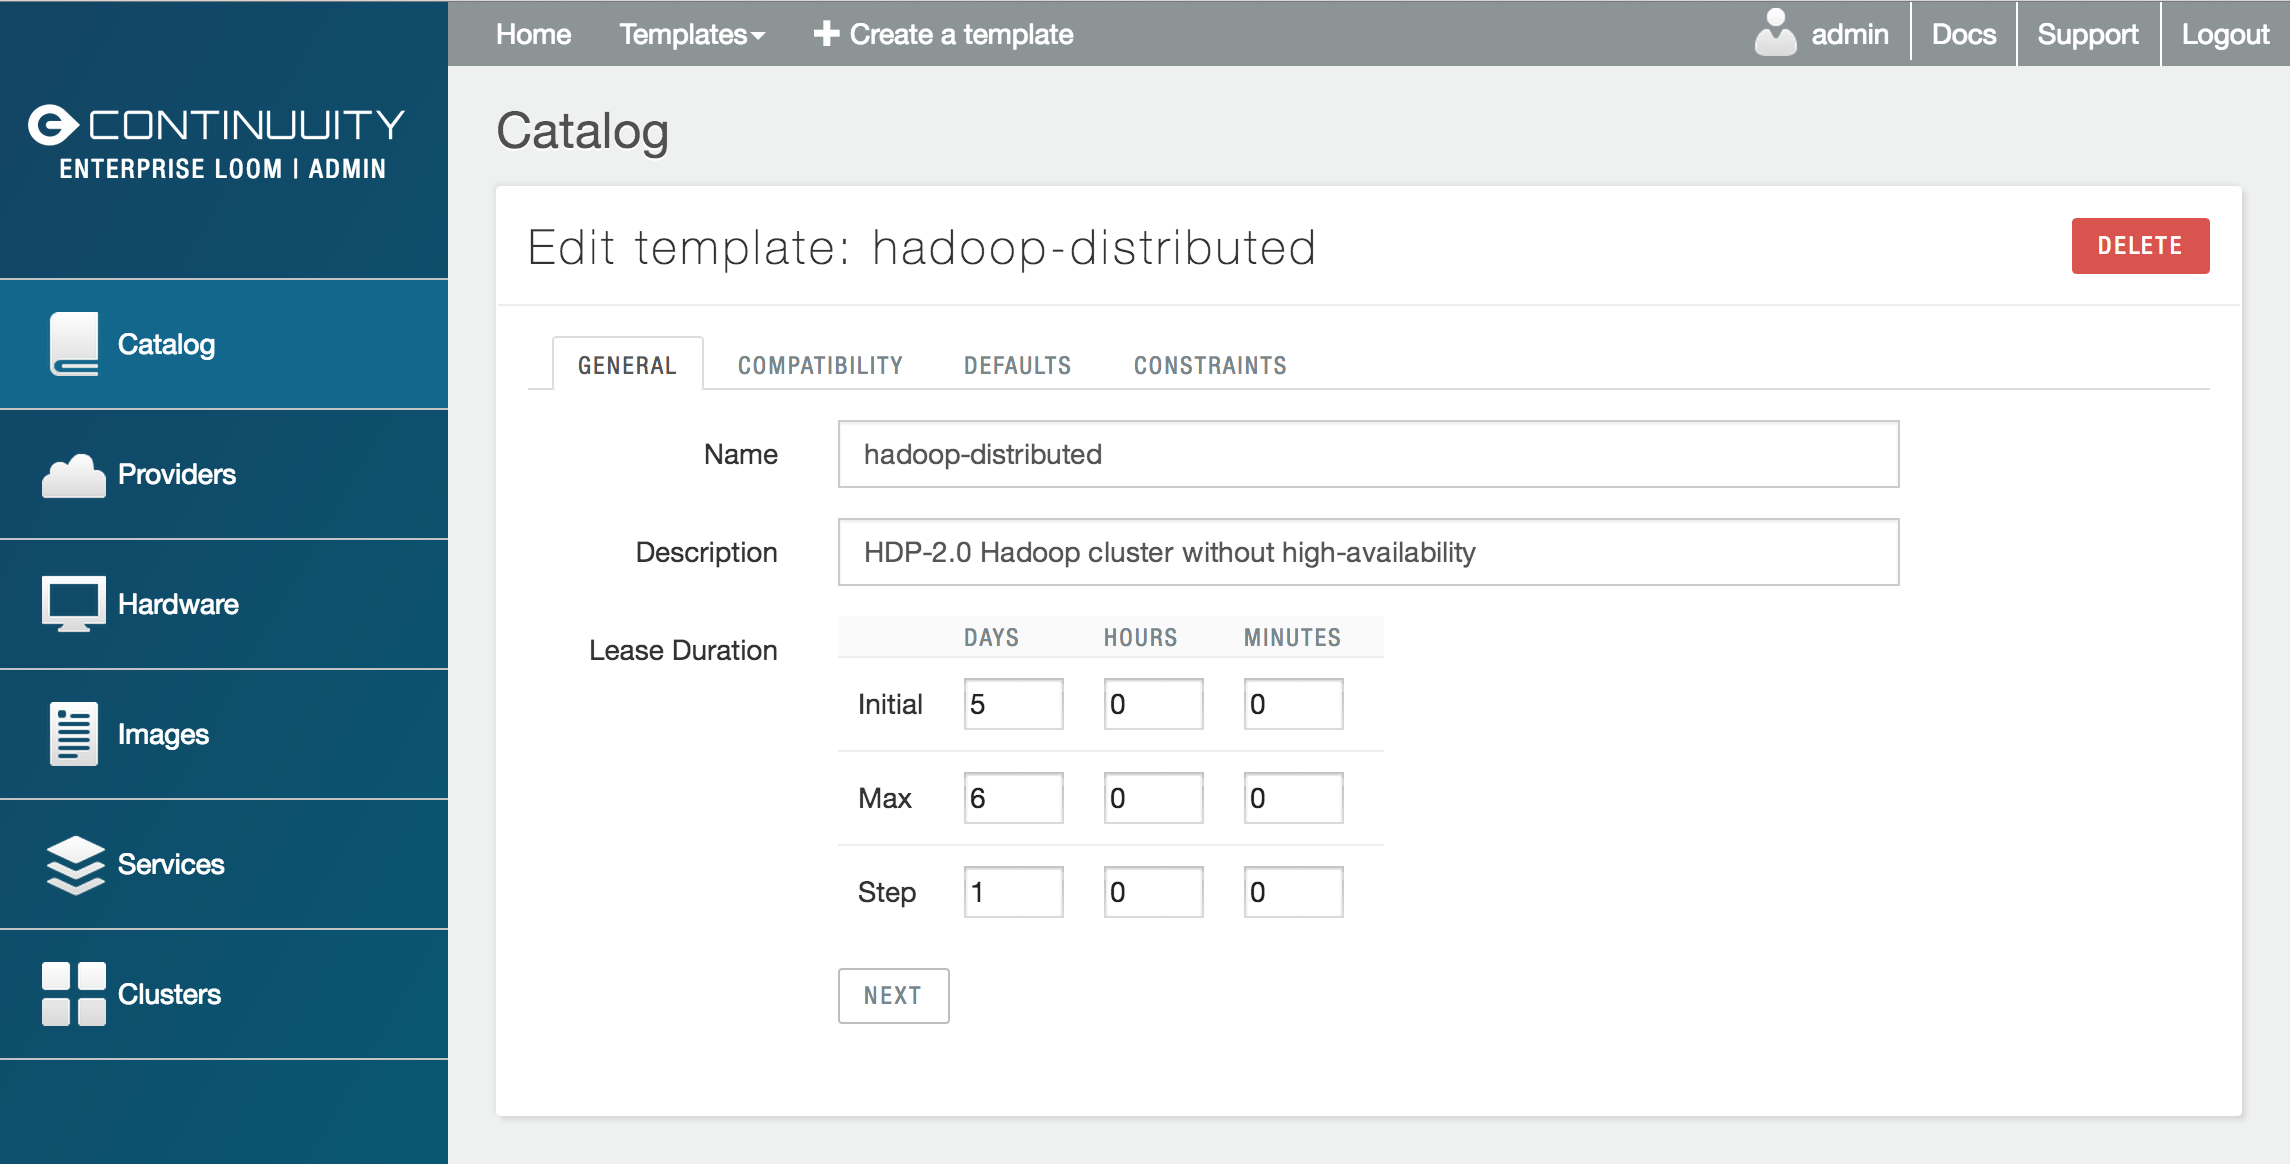 Home Templates Create a template admin Docs Support Logout
CONTINUUITY
ENTERPRISE LOOM | ADMIN
Catalog
Providers
Hardware
Images
Services
Clusters
Catalog
Edit template: hadoop-distributed DELETE
GENERAL COMPATIBILITY DEFAULTS CONSTRAINTS
Name hadoop-distributed
Description HDP-2.0 Hadoop cluster without high-availability
Lease Duration DAYS HOURS MINUTES
Initial 5 0 0
Max 6 0 0
Step 1 0 0
NEXT